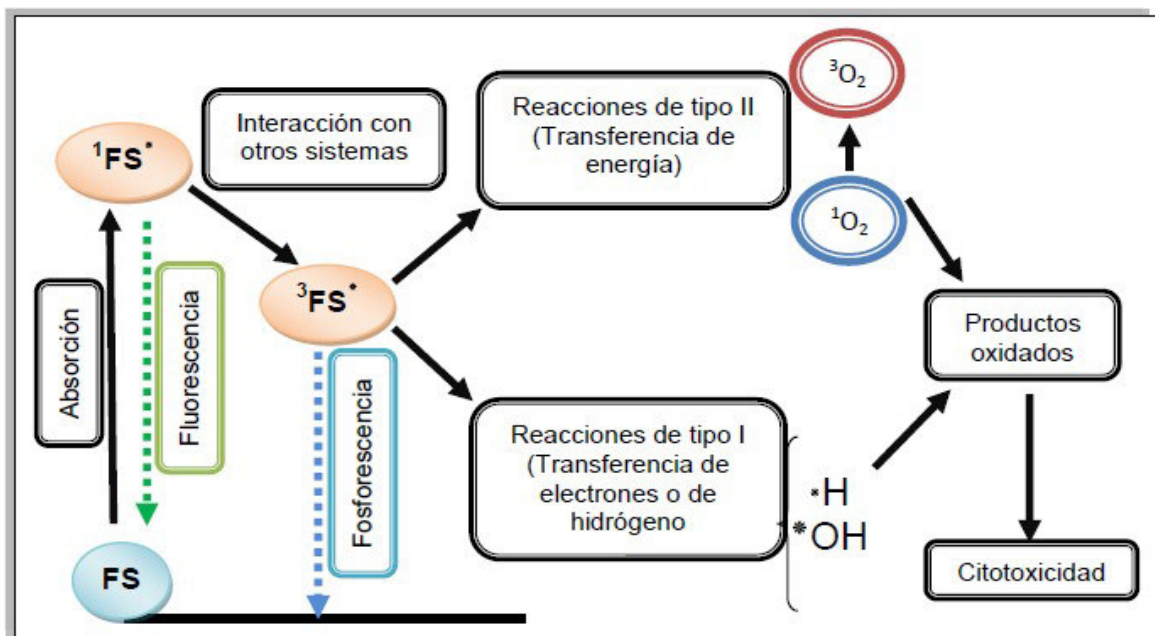 ³O₂
Reacciones de tipo II
(Transferencia de
energía)
Interacción con
otros sistemas
¹FS*
¹O₂
³FS*
Absorción
Fluorescencia
Fosforescencia
Productos
oxidados
Reacciones de tipo I
(Transferencia de
electrones o de
hidrógeno
*H
*OH
FS
Citotoxicidad